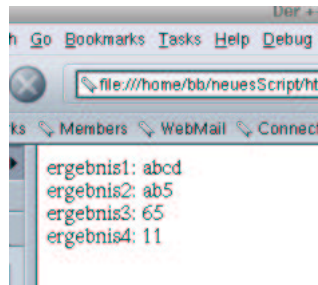 Der
h Go Bookmarks Tasks Help Debug
file:///home/bb/neuesScript/ht
ks Members WebMail Connect
ergebnis1: abcd
ergebnis2: ab5
ergebnis3: 65
ergebnis4: 11